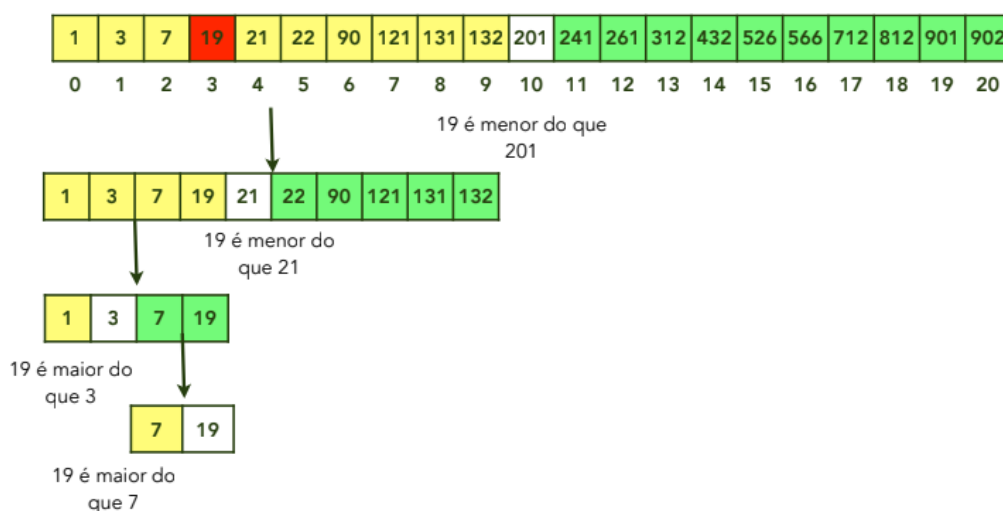 1 3 7 19 21 22 90 121 131 132 201 241 261 312 432 526 566 712 812 901 902
0 1 2 3 4 5 6 7 8 9 10 11 12 13 14 15 16 17 18 19 20
19 é menor do que
201
1 3 7 19 21 22 90 121 131 132
19 é menor do
que 21
1 3 7 19
19 é maior do
que 3
7 19
19 é maior do
que 7